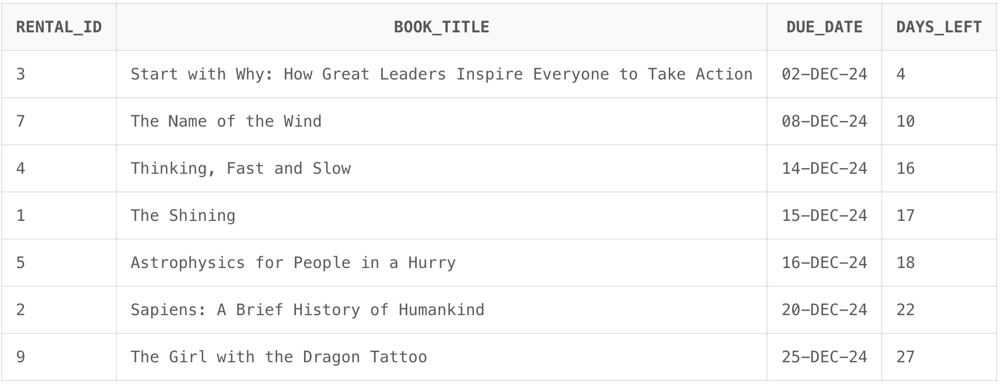 RENTAL_ID BOOK_TITLE DUE_DATE DAYS_LEFT
3 Start with Why: How Great Leaders Inspire Everyone to Take Action 02-DEC-24 4
7 The Name of the Wind 08-DEC-24 10
4 Thinking, Fast and Slow 14-DEC-24 16
1 The Shining 15-DEC-24 17
5 Astrophysics for People in a Hurry 16-DEC-24 18
2 Sapiens: A Brief History of Humankind 20-DEC-24 22
9 The Girl with the Dragon Tattoo 25-DEC-24 27